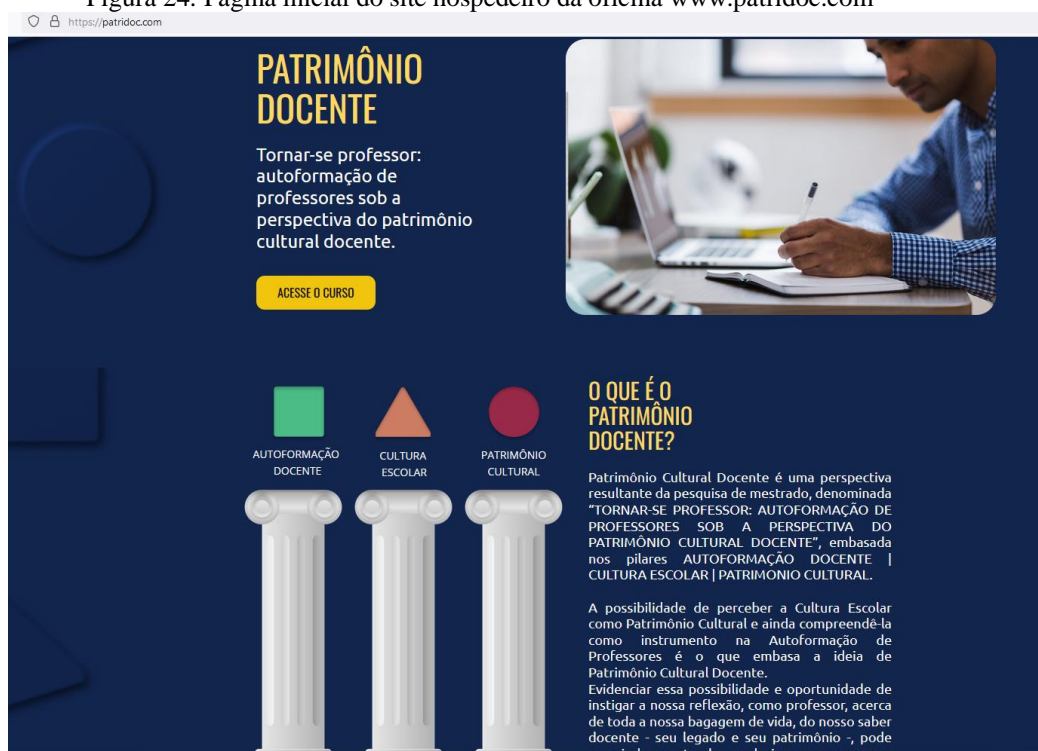 Figura 24: Página inicial do site hospedeiro da oficina www.patridoc.com
https://patridoc.com
PATRIMÔNIO
DOCENTE
Tornar-se professor:
autoformação de
professores sob a
perspectiva do patrimônio
cultural docente.
ACESSE O CURSO
AUTOFORMAÇÃO
DOCENTE
CULTURA
ESCOLAR
PATRIMÔNIO
CULTURAL
O QUE É O
PATRIMÔNIO
DOCENTE?
Patrimônio Cultural Docente é uma perspectiva
resultante da pesquisa de mestrado, denominada
“TORNAR-SE PROFESSOR: AUTOFORMAÇÃO DE
PROFESSORES SOB A PERSPECTIVA DO
PATRIMÔNIO CULTURAL DOCENTE”, embasada
nos pilares AUTOFORMAÇÃO DOCENTE |
CULTURA ESCOLAR | PATRIMONIO CULTURAL.
A possibilidade de perceber a Cultura Escolar
como Patrimônio Cultural e ainda compreendê-la
como instrumento na Autoformação de
Professores é o que embasa a ideia de
Patrimônio Cultural Docente.
Evidenciar essa possibilidade e oportunidade de
instigar a nossa reflexão, como professor, acerca
de toda a nossa bagagem de vida, do nosso saber
docente - seu legado e seu patrimônio -, pode